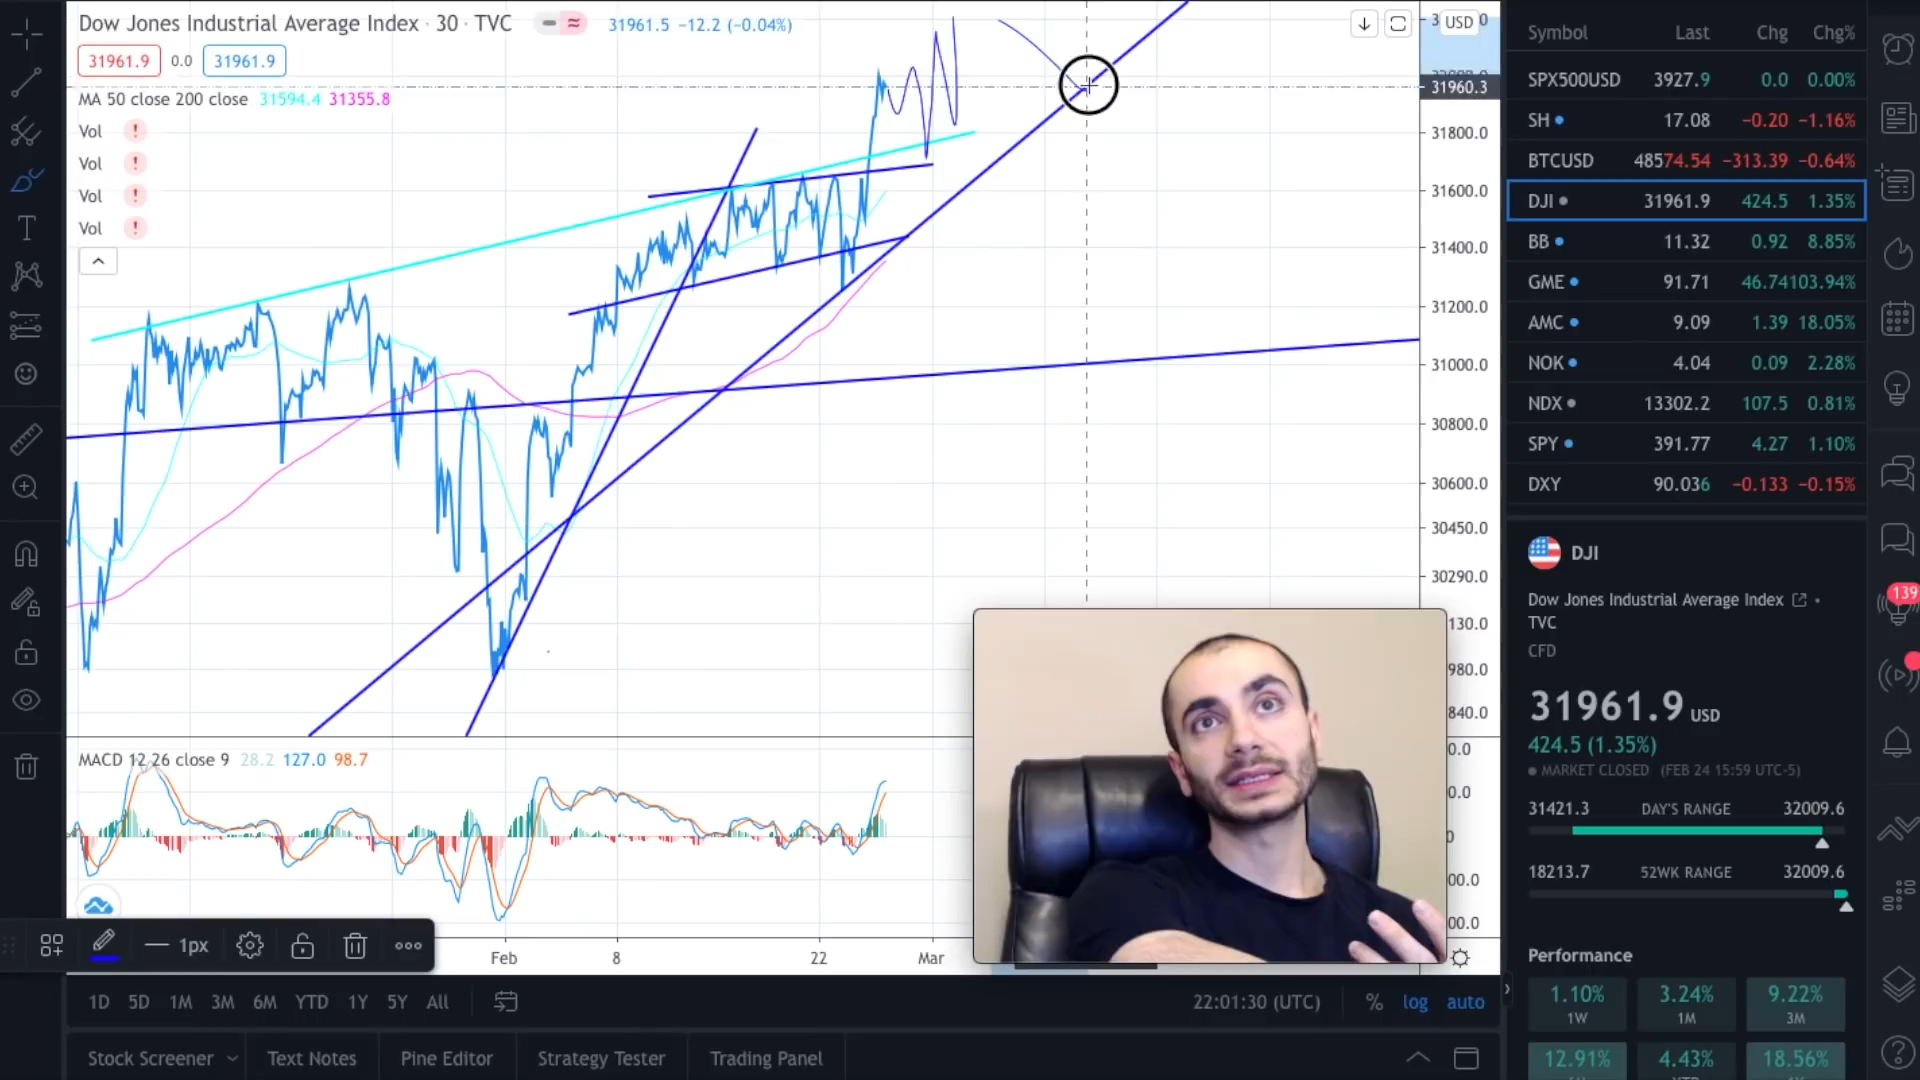 Dow Jones Industrial Average Index · 30 · TVC
31961.5 −12.2 (−0.04%)
31961.9 0.0 31961.9
MA 50 close 200 close 31594.4 31355.8
Vol !
Vol !
Vol !
Vol !
USD
31960.3
31800.0
31600.0
31400.0
31200.0
31000.0
30800.0
30600.0
30450.0
30290.0
130.0
980.0
840.0
MACD 12 26 close 9 28.2 127.0 98.7
0.0
0.0
0
00.0
00.0
1px
Feb 8 22 Mar
1D 5D 1M 3M 6M YTD 1Y 5Y All
22:01:30 (UTC) % log auto
Stock Screener Text Notes Pine Editor Strategy Tester Trading Panel
Symbol Last Chg Chg%
SPX500USD 3927.9 0.0 0.00%
SH 17.08 −0.20 −1.16%
BTCUSD 48574.54 −313.39 −0.64%
DJI 31961.9 424.5 1.35%
BB 11.32 0.92 8.85%
GME 91.71 46.74 103.94%
AMC 9.09 1.39 18.05%
NOK 4.04 0.09 2.28%
NDX 13302.2 107.5 0.81%
SPY 391.77 4.27 1.10%
DXY 90.036 −0.133 −0.15%
DJI
Dow Jones Industrial Average Index
TVC
CFD
31961.9 USD
424.5 (1.35%)
MARKET CLOSED (FEB 24 15:59 UTC-5)
31421.3 DAY'S RANGE 32009.6
18213.7 52WK RANGE 32009.6
Performance
1.10% 3.24% 9.22%
1W 1M 3M
12.91% 4.43% 18.56%
139